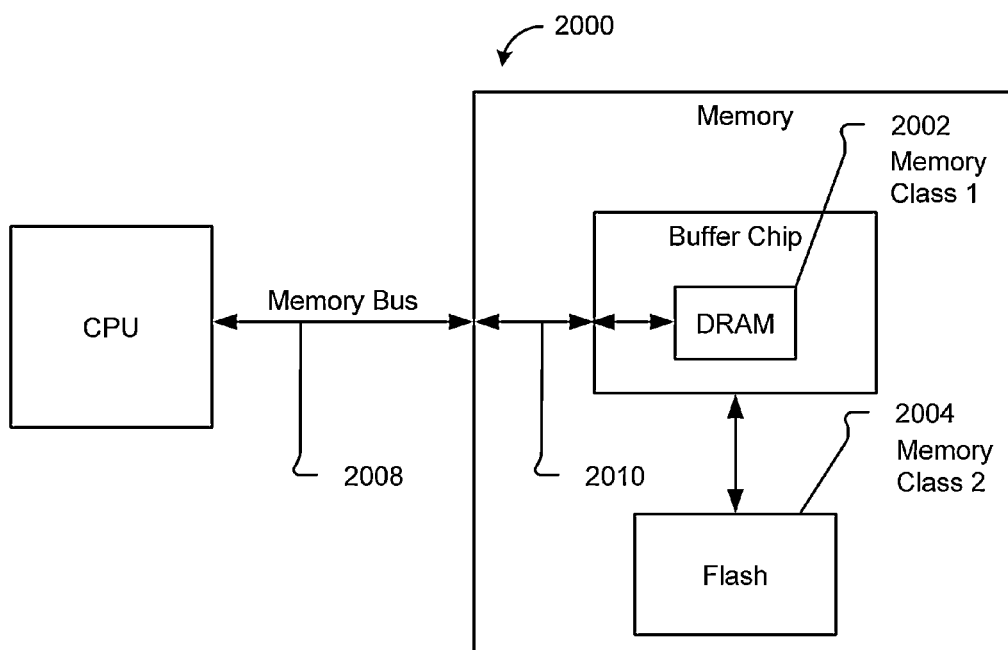 2000
Memory
2002
Memory
Class 1
Buffer Chip
Memory Bus
CPU
DRAM
2004
Memory
Class 2
2008
2010
Flash